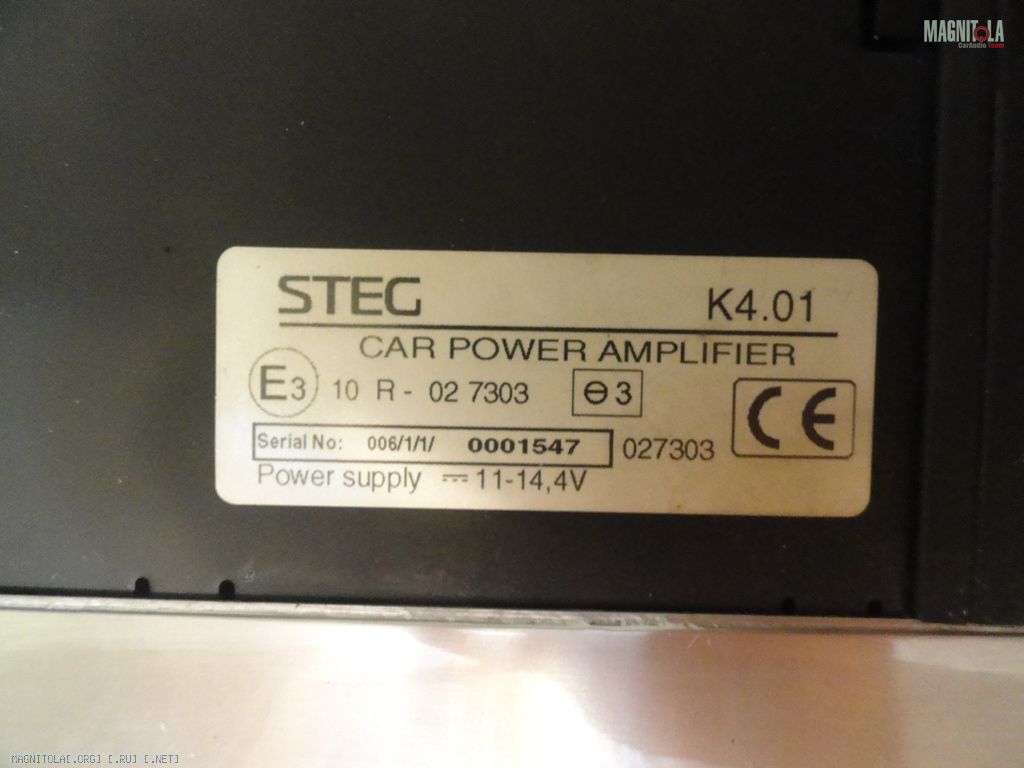 MAGNITOLA
CarAudio Team
STEG K4.01
CAR POWER AMPLIFIER
E3 10 R - 02 7303 ⊖3
CE
Serial No: 006/1/1/ 0001547 027303
Power supply ⎓ 11-14,4V
MAGNITOLA[.ORG] [.RU] [.NET]